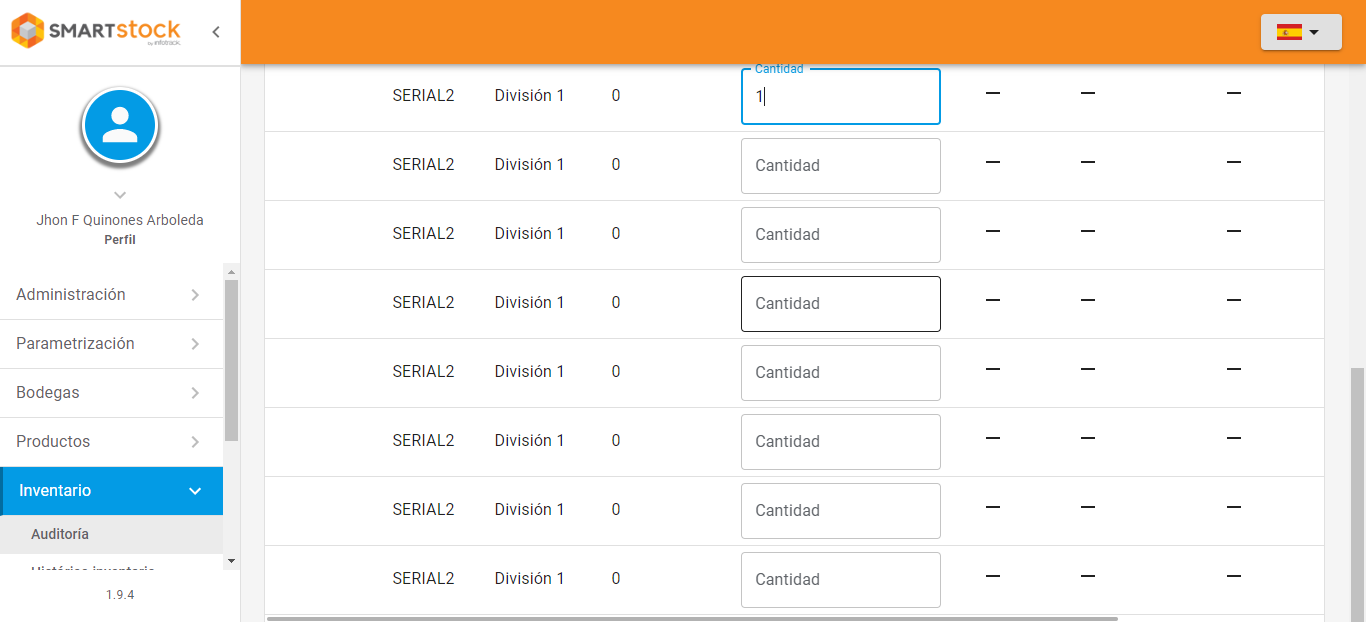 SMARTSTOCK
by infotrack
Jhon F Quinones Arboleda
Perfil
Administración
Parametrización
Bodegas
Productos
Inventario
Auditoría
Histórico inventario
1.9.4
Cantidad
SERIAL2 División 1 0 1 — — —
SERIAL2 División 1 0 Cantidad — — —
SERIAL2 División 1 0 Cantidad — — —
SERIAL2 División 1 0 Cantidad — — —
SERIAL2 División 1 0 Cantidad — — —
SERIAL2 División 1 0 Cantidad — — —
SERIAL2 División 1 0 Cantidad — — —
SERIAL2 División 1 0 Cantidad — — —